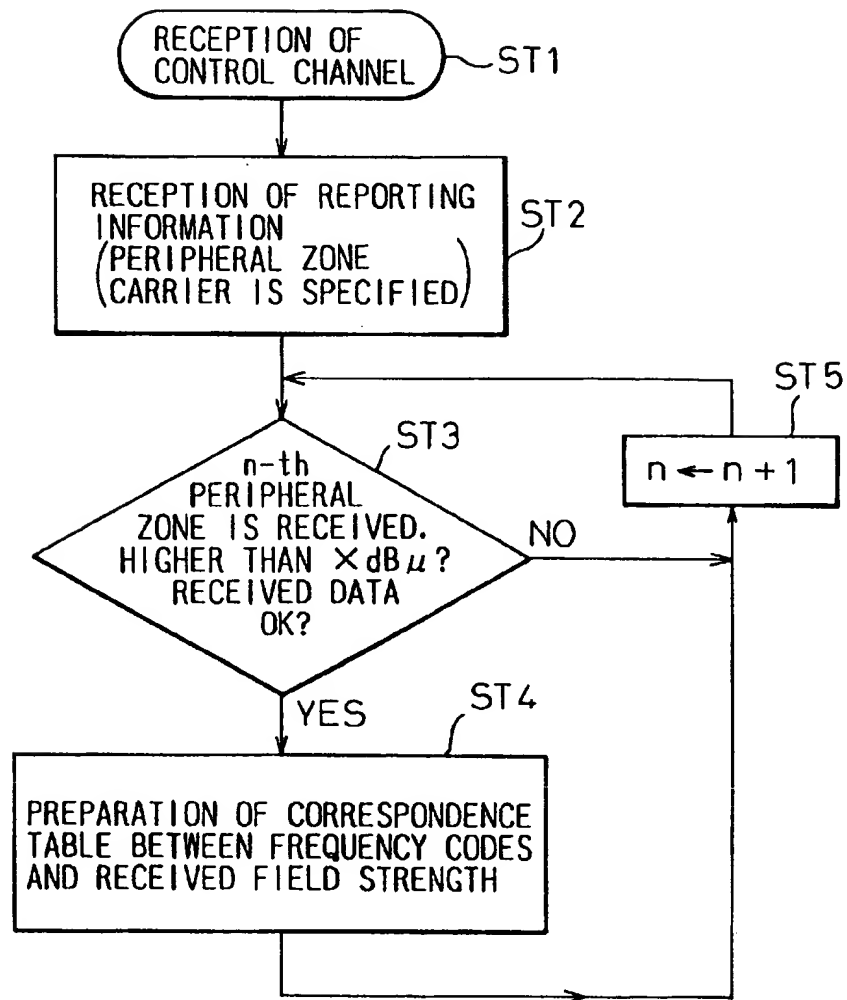 RECEPTION OF
CONTROL CHANNEL
ST1
RECEPTION OF REPORTING
INFORMATION
(PERIPHERAL ZONE
CARRIER IS SPECIFIED)
ST2
ST3
n-th
PERIPHERAL
ZONE IS RECEIVED.
HIGHER THAN ×dBμ?
RECEIVED DATA
OK?
NO
YES
ST5
n←n+1
ST4
PREPARATION OF CORRESPONDENCE
TABLE BETWEEN FREQUENCY CODES
AND RECEIVED FIELD STRENGTH